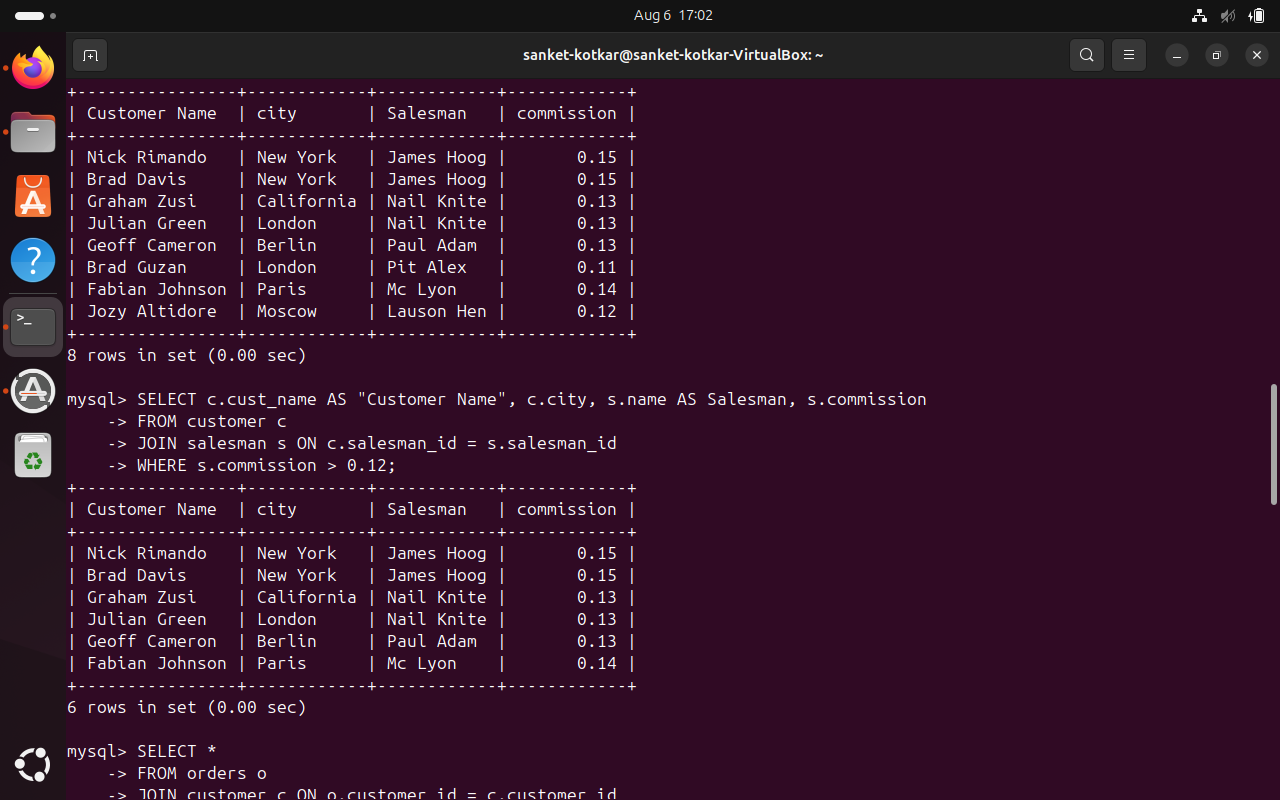 Aug 6 17:02
sanket-kotkar@sanket-kotkar-VirtualBox: ~
+----------------+------------+------------+------------+
| Customer Name  | city       | Salesman   | commission |
+----------------+------------+------------+------------+
| Nick Rimando   | New York   | James Hoog |       0.15 |
| Brad Davis     | New York   | James Hoog |       0.15 |
| Graham Zusi    | California | Nail Knite |       0.13 |
| Julian Green   | London     | Nail Knite |       0.13 |
| Geoff Cameron  | Berlin     | Paul Adam  |       0.13 |
| Brad Guzan     | London     | Pit Alex   |       0.11 |
| Fabian Johnson | Paris      | Mc Lyon    |       0.14 |
| Jozy Altidore  | Moscow     | Lauson Hen |       0.12 |
+----------------+------------+------------+------------+
8 rows in set (0.00 sec)
mysql> SELECT c.cust_name AS "Customer Name", c.city, s.name AS Salesman, s.commission
    -> FROM customer c
    -> JOIN salesman s ON c.salesman_id = s.salesman_id
    -> WHERE s.commission > 0.12;
+----------------+------------+------------+------------+
| Customer Name  | city       | Salesman   | commission |
+----------------+------------+------------+------------+
| Nick Rimando   | New York   | James Hoog |       0.15 |
| Brad Davis     | New York   | James Hoog |       0.15 |
| Graham Zusi    | California | Nail Knite |       0.13 |
| Julian Green   | London     | Nail Knite |       0.13 |
| Geoff Cameron  | Berlin     | Paul Adam  |       0.13 |
| Fabian Johnson | Paris      | Mc Lyon    |       0.14 |
+----------------+------------+------------+------------+
6 rows in set (0.00 sec)
mysql> SELECT *
    -> FROM orders o
    -> JOIN customer c ON o.customer_id = c.customer_id